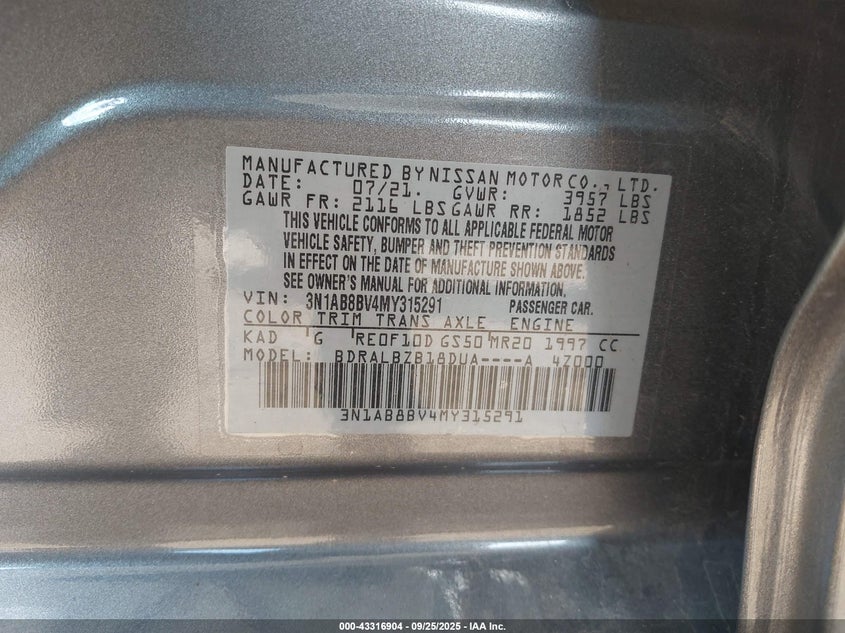 MANUFACTURED BY NISSAN MOTOR CO., LTD.
DATE: 07/21. GVWR: 3957 LBS
GAWR FR: 2116 LBS GAWR RR: 1852 LBS
THIS VEHICLE CONFORMS TO ALL APPLICABLE FEDERAL MOTOR
VEHICLE SAFETY, BUMPER AND THEFT PREVENTION STANDARDS
IN EFFECT ON THE DATE OF MANUFACTURE SHOWN ABOVE.
SEE OWNER'S MANUAL FOR ADDITIONAL INFORMATION.
VIN: 3N1AB8BV4MY315291 PASSENGER CAR.
COLOR TRIM TRANS AXLE ENGINE
KAD G RE0F10D GS50 MR20 1997 CC
MODEL: BDRALBZB18DUA----A 4Z000
3N1AB8BV4MY315291
000-43316904 | 09/25/2025 | IAA Inc.